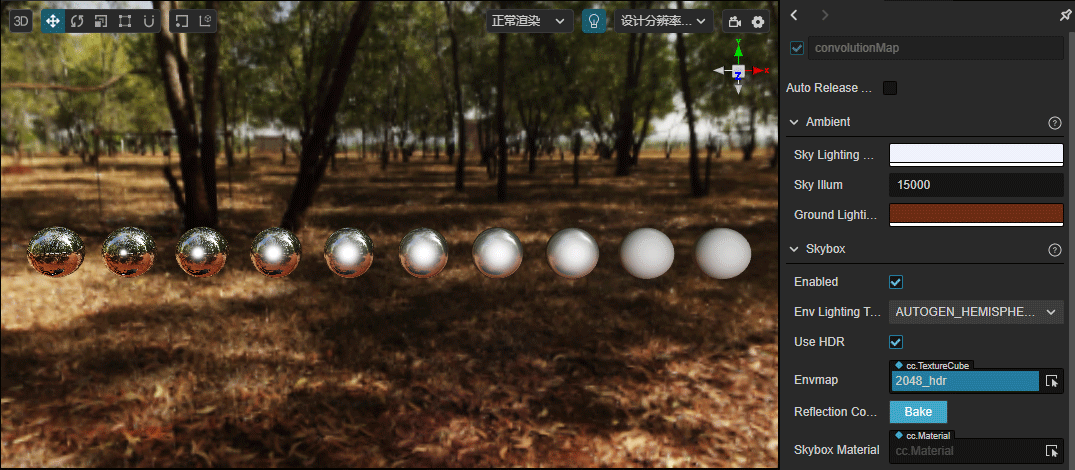 3D
正常渲染
设计分辨率...
Y
X
Z
convolutionMap
Auto Release ...
Ambient
Sky Lighting ...
Sky Illum
15000
Ground Lighti...
Skybox
Enabled
Env Lighting T...
AUTOGEN_HEMISPHE...
Use HDR
cc.TextureCube
Envmap
2048_hdr
Reflection Co...
Bake
cc.Material
Skybox Material
cc.Material